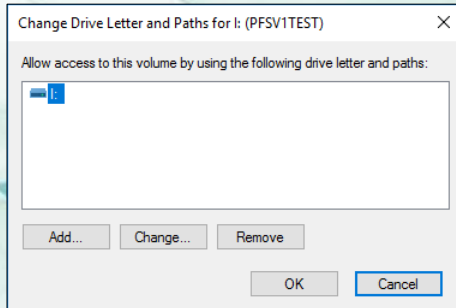 Change Drive Letter and Paths for I: (PFSV1TEST)
Allow access to this volume by using the following drive letter and paths:
I:
Add... Change... Remove
OK Cancel